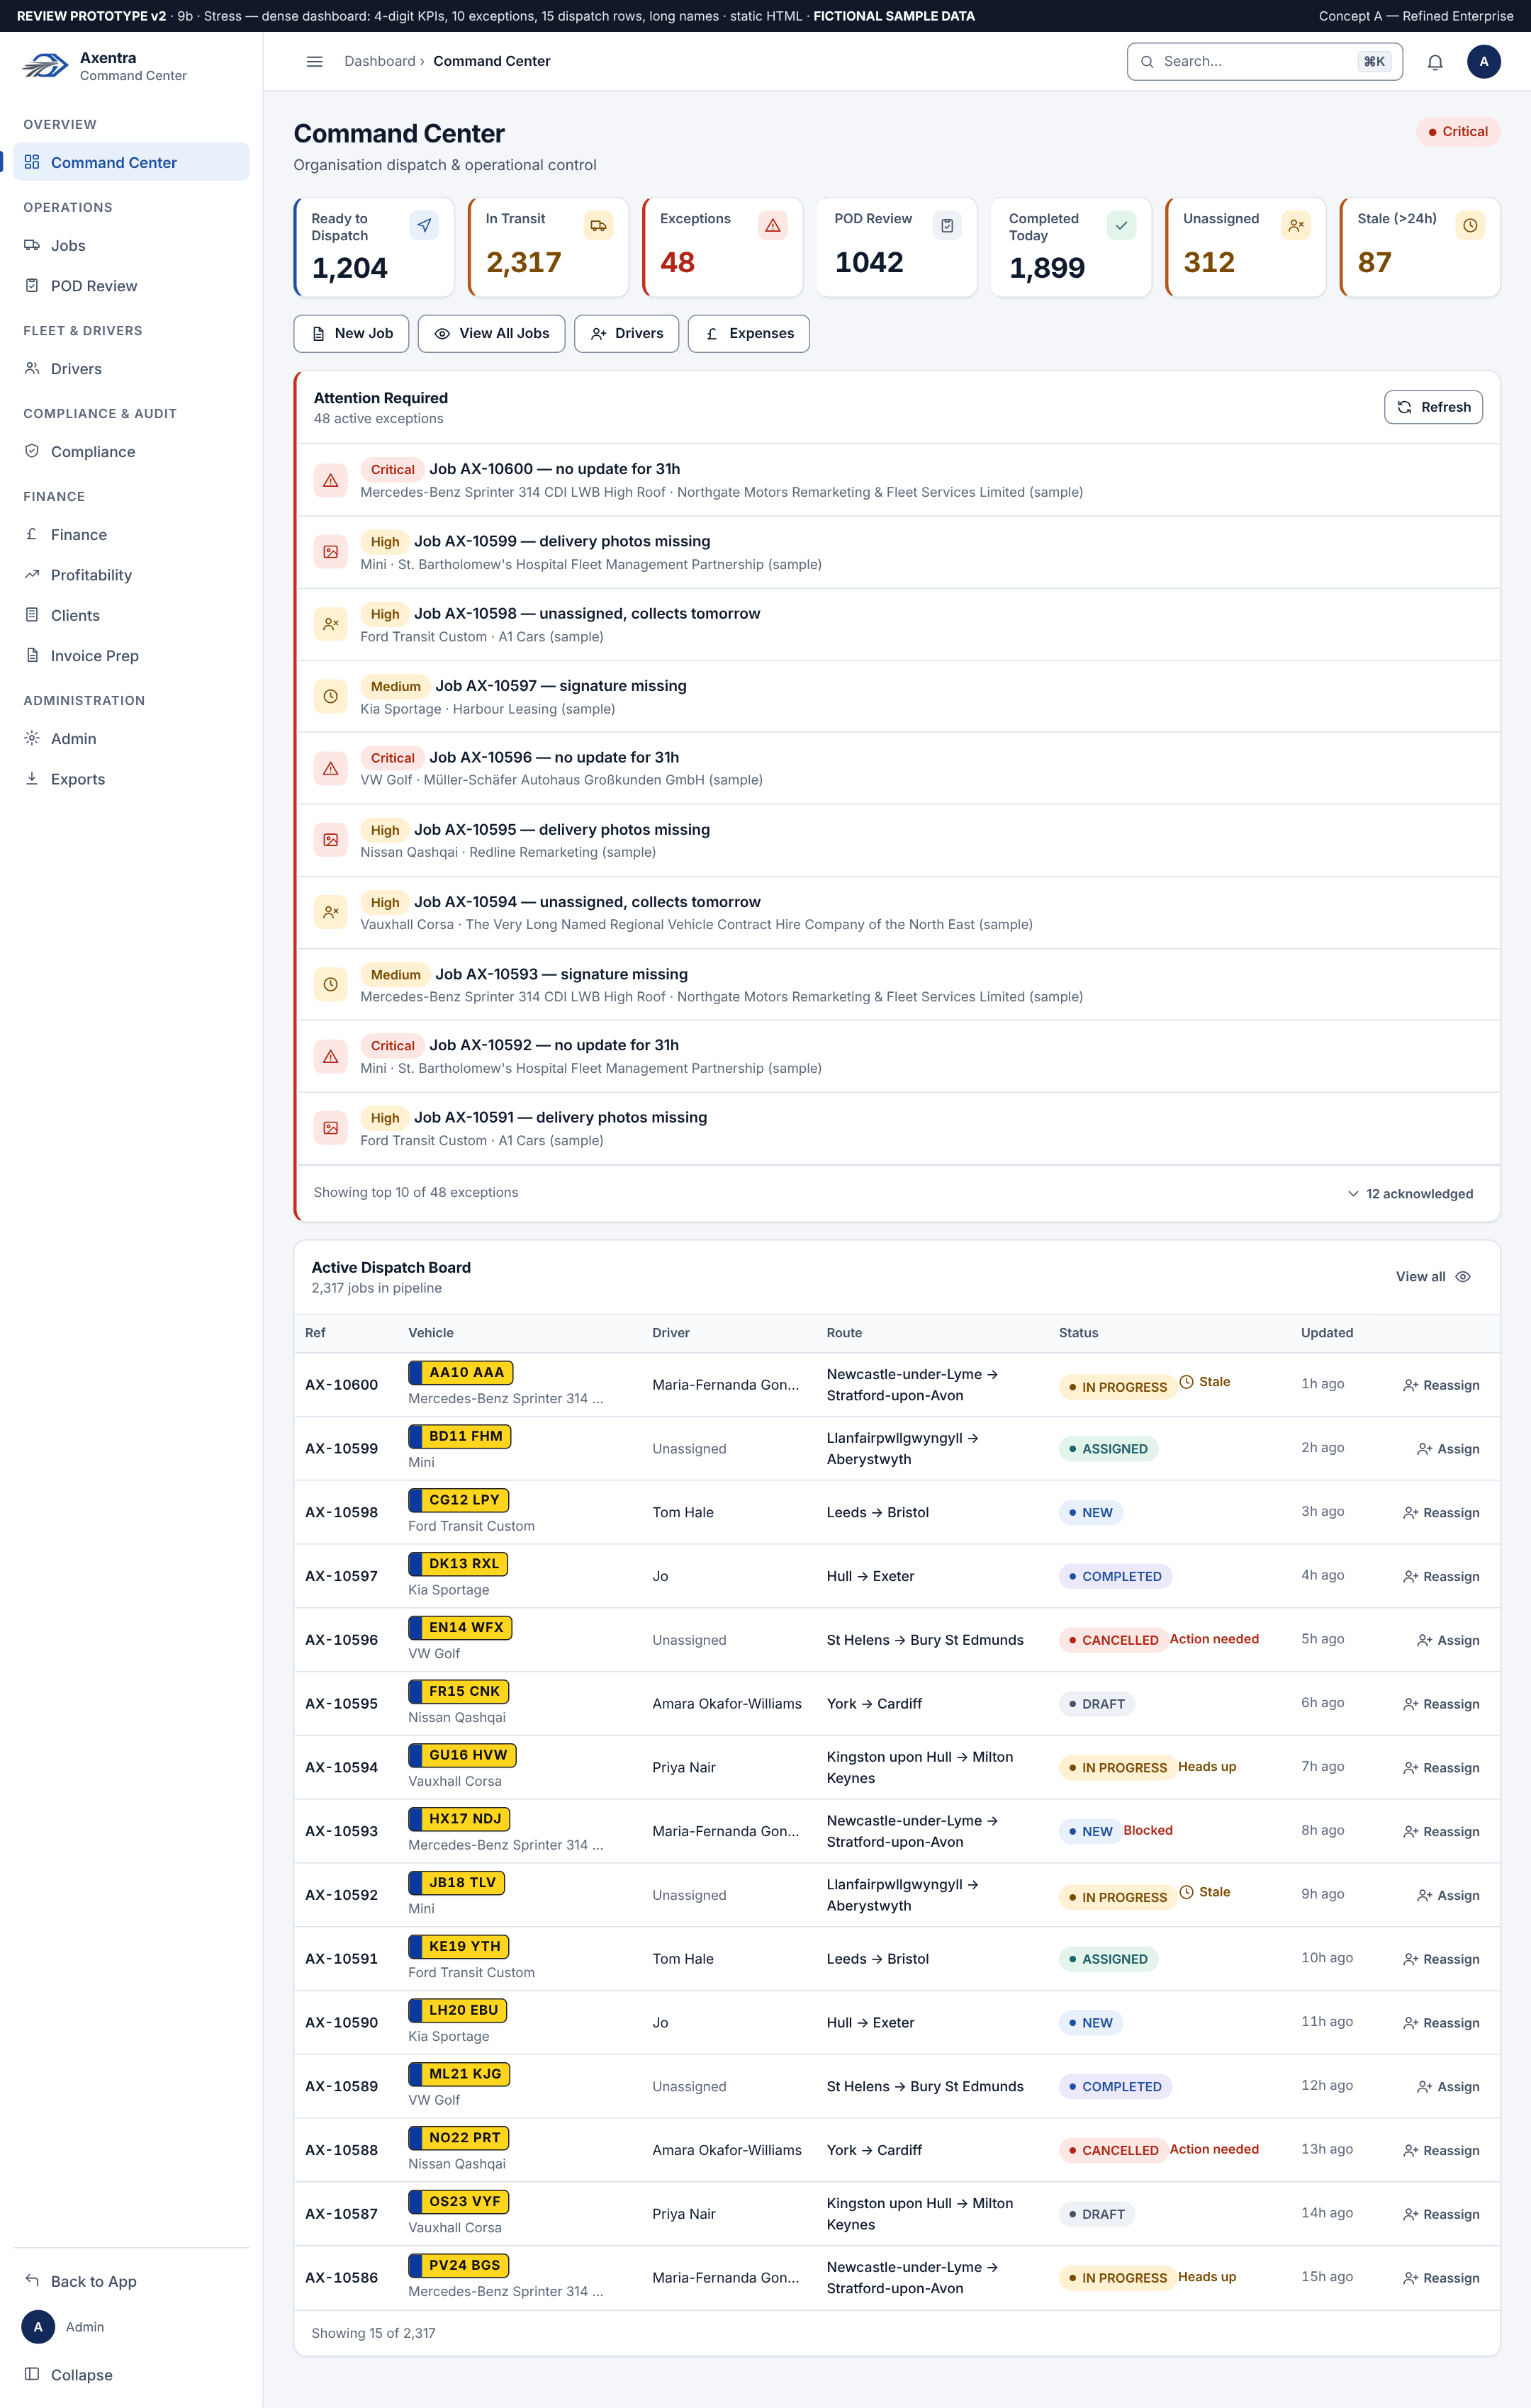 REVIEW PROTOTYPE v2 · 9b · Stress — dense dashboard: 4-digit KPIs, 10 exceptions, 15 dispatch rows, long names · static HTML · FICTIONAL SAMPLE DATA
Concept A — Refined Enterprise
Axentra
Command Center
OVERVIEW
Command Center
OPERATIONS
Jobs
POD Review
FLEET & DRIVERS
Drivers
COMPLIANCE & AUDIT
Compliance
FINANCE
Finance
Profitability
Clients
Invoice Prep
ADMINISTRATION
Admin
Exports
Back to App
A Admin
Collapse
Dashboard › Command Center
Search... ⌘K
A
Command Center
Organisation dispatch & operational control
Critical
Ready to
Dispatch
1,204
In Transit
2,317
Exceptions
48
POD Review
1042
Completed
Today
1,899
Unassigned
312
Stale (>24h)
87
New Job
View All Jobs
Drivers
Expenses
Attention Required
48 active exceptions
Refresh
Critical Job AX-10600 — no update for 31h
Mercedes-Benz Sprinter 314 CDI LWB High Roof · Northgate Motors Remarketing & Fleet Services Limited (sample)
High Job AX-10599 — delivery photos missing
Mini · St. Bartholomew's Hospital Fleet Management Partnership (sample)
High Job AX-10598 — unassigned, collects tomorrow
Ford Transit Custom · A1 Cars (sample)
Medium Job AX-10597 — signature missing
Kia Sportage · Harbour Leasing (sample)
Critical Job AX-10596 — no update for 31h
VW Golf · Müller-Schäfer Autohaus Großkunden GmbH (sample)
High Job AX-10595 — delivery photos missing
Nissan Qashqai · Redline Remarketing (sample)
High Job AX-10594 — unassigned, collects tomorrow
Vauxhall Corsa · The Very Long Named Regional Vehicle Contract Hire Company of the North East (sample)
Medium Job AX-10593 — signature missing
Mercedes-Benz Sprinter 314 CDI LWB High Roof · Northgate Motors Remarketing & Fleet Services Limited (sample)
Critical Job AX-10592 — no update for 31h
Mini · St. Bartholomew's Hospital Fleet Management Partnership (sample)
High Job AX-10591 — delivery photos missing
Ford Transit Custom · A1 Cars (sample)
Showing top 10 of 48 exceptions
12 acknowledged
Active Dispatch Board
2,317 jobs in pipeline
View all
Ref Vehicle Driver Route Status Updated
AX-10600 AA10 AAA Mercedes-Benz Sprinter 314 ... Maria-Fernanda Gon... Newcastle-under-Lyme → Stratford-upon-Avon IN PROGRESS Stale 1h ago Reassign
AX-10599 BD11 FHM Mini Unassigned Llanfairpwllgwyngyll → Aberystwyth ASSIGNED 2h ago Assign
AX-10598 CG12 LPY Ford Transit Custom Tom Hale Leeds → Bristol NEW 3h ago Reassign
AX-10597 DK13 RXL Kia Sportage Jo Hull → Exeter COMPLETED 4h ago Reassign
AX-10596 EN14 WFX VW Golf Unassigned St Helens → Bury St Edmunds CANCELLED Action needed 5h ago Assign
AX-10595 FR15 CNK Nissan Qashqai Amara Okafor-Williams York → Cardiff DRAFT 6h ago Reassign
AX-10594 GU16 HVW Vauxhall Corsa Priya Nair Kingston upon Hull → Milton Keynes IN PROGRESS Heads up 7h ago Reassign
AX-10593 HX17 NDJ Mercedes-Benz Sprinter 314 ... Maria-Fernanda Gon... Newcastle-under-Lyme → Stratford-upon-Avon NEW Blocked 8h ago Reassign
AX-10592 JB18 TLV Mini Unassigned Llanfairpwllgwyngyll → Aberystwyth IN PROGRESS Stale 9h ago Assign
AX-10591 KE19 YTH Ford Transit Custom Tom Hale Leeds → Bristol ASSIGNED 10h ago Reassign
AX-10590 LH20 EBU Kia Sportage Jo Hull → Exeter NEW 11h ago Reassign
AX-10589 ML21 KJG VW Golf Unassigned St Helens → Bury St Edmunds COMPLETED 12h ago Assign
AX-10588 NO22 PRT Nissan Qashqai Amara Okafor-Williams York → Cardiff CANCELLED Action needed 13h ago Reassign
AX-10587 OS23 VYF Vauxhall Corsa Priya Nair Kingston upon Hull → Milton Keynes DRAFT 14h ago Reassign
AX-10586 PV24 BGS Mercedes-Benz Sprinter 314 ... Maria-Fernanda Gon... Newcastle-under-Lyme → Stratford-upon-Avon IN PROGRESS Heads up 15h ago Reassign
Showing 15 of 2,317